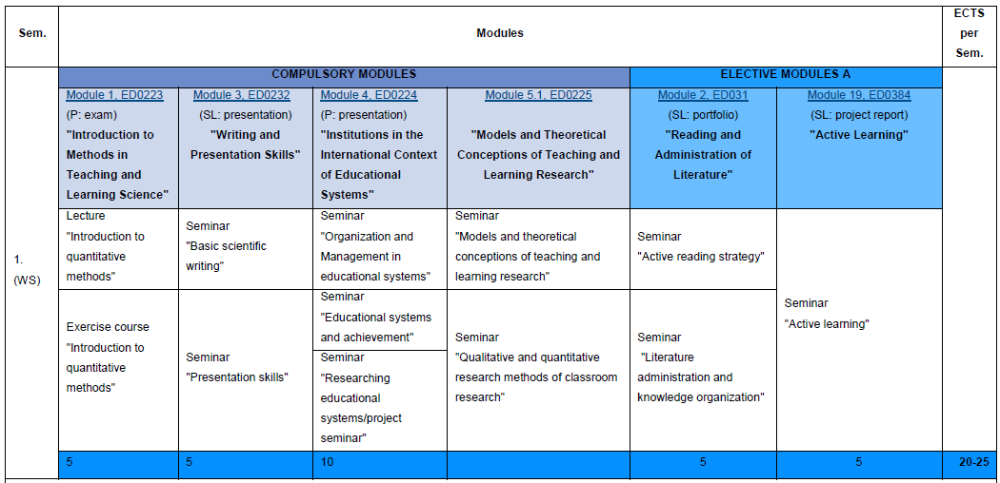 Sem.
Modules
ECTS
per
Sem.
COMPULSORY MODULES
ELECTIVE MODULES A
Module 1, ED0223
(P: exam)
"Introduction to
Methods in
Teaching and
Learning Science"
Module 3, ED0232
(SL: presentation)
"Writing and
Presentation Skills"
Module 4, ED0224
(P: presentation)
"Institutions in the
International Context
of Educational
Systems"
Module 5.1, ED0225
"Models and Theoretical
Conceptions of Teaching and
Learning Research"
Module 2, ED031
(SL: portfolio)
"Reading and
Administration of
Literature"
Module 19, ED0384
(SL: project report)
"Active Learning"
1.
(WS)
Lecture
"Introduction to
quantitative
methods"
Seminar
"Basic scientific
writing"
Seminar
"Organization and
Management in
educational systems"
Seminar
"Models and theoretical
conceptions of teaching and
learning research"
Seminar
"Active reading strategy"
Seminar
"Active learning"
Exercise course
"Introduction to
quantitative
methods"
Seminar
"Presentation skills"
Seminar
"Educational systems
and achievement"
Seminar
"Researching
educational
systems/project
seminar"
Seminar
"Qualitative and quantitative
research methods of classroom
research"
Seminar
"Literature
administration and
knowledge organization"
5
5
10
5
5
20-25